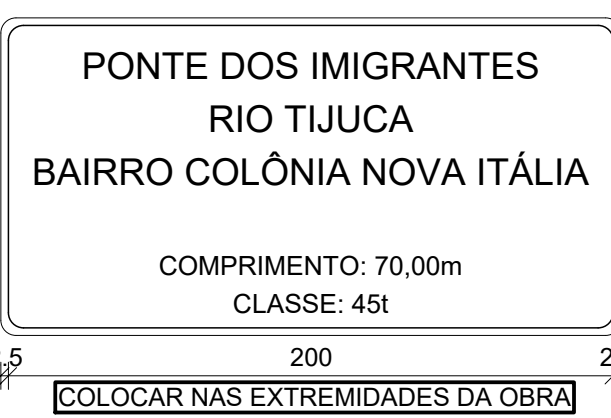 PONTE DOS IMIGRANTES
RIO TIJUCA
BAIRRO COLÔNIA NOVA ITÁLIA
COMPRIMENTO: 70,00m
CLASSE: 45t
200
COLOCAR NAS EXTREMIDADES DA OBRA